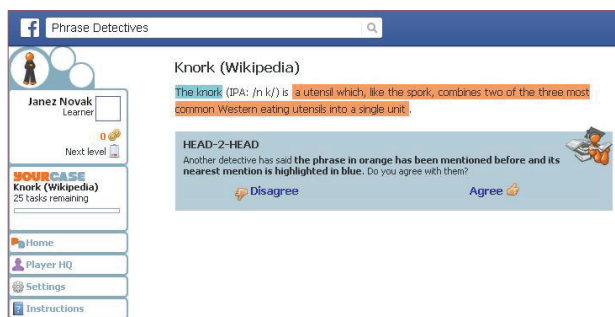 Phrase Detectives
Knork (Wikipedia)
The knork (IPA: /n k/) is a utensil which, like the spork, combines two of the three most
common Western eating utensils into a single unit .
Janez Novak
Learner
0
Next level
YOURCASE
Knork (Wikipedia)
25 tasks remaining
HEAD-2-HEAD
Another detective has said the phrase in orange has been mentioned before and its
nearest mention is highlighted in blue. Do you agree with them?
Disagree
Agree
Home
Player HQ
Settings
Instructions